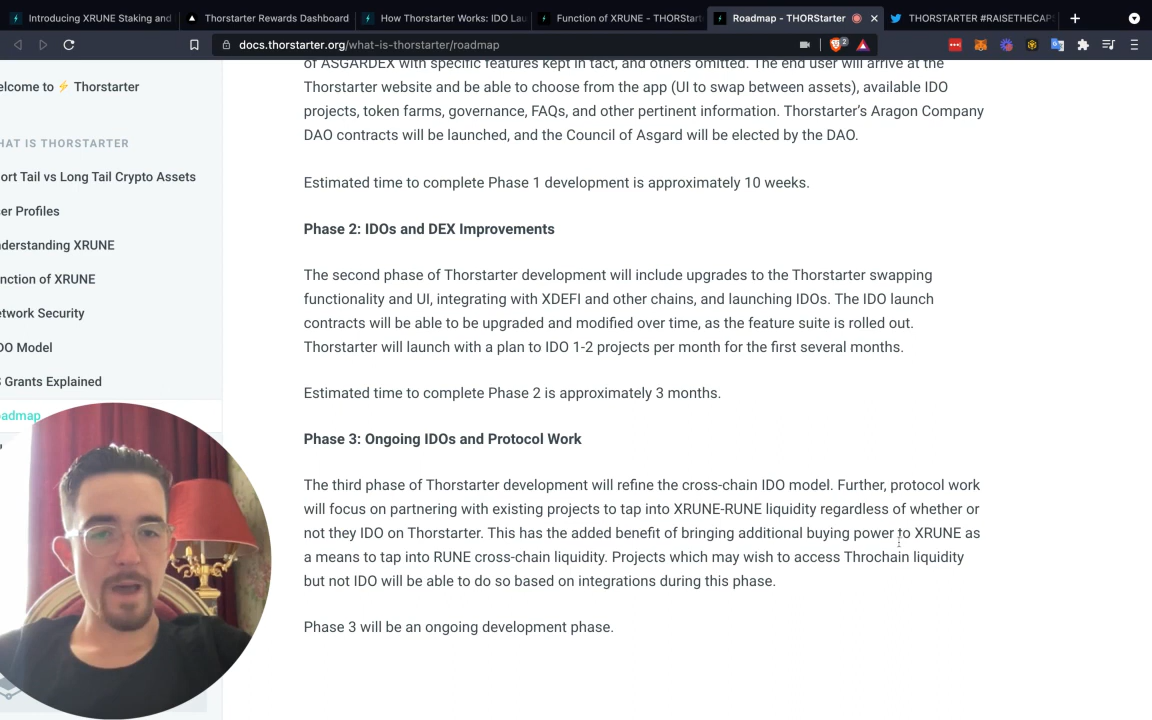 Introducing XRUNE Staking and
Thorstarter Rewards Dashboard
How Thorstarter Works: IDO Lau
Function of XRUNE - THORStar
Roadmap - THORStarter
THORSTARTER #RAISETHECAP
docs.thorstarter.org/what-is-thorstarter/roadmap
2
elcome to ⚡ Thorstarter
HAT IS THORSTARTER
ort Tail vs Long Tail Crypto Assets
er Profiles
nderstanding XRUNE
nction of XRUNE
etwork Security
DO Model
Grants Explained
oadmap
of ASGARDEX with specific features kept in tact, and others omitted. The end user will arrive at the
Thorstarter website and be able to choose from the app (UI to swap between assets), available IDO
projects, token farms, governance, FAQs, and other pertinent information. Thorstarter's Aragon Company
DAO contracts will be launched, and the Council of Asgard will be elected by the DAO.
Estimated time to complete Phase 1 development is approximately 10 weeks.
Phase 2: IDOs and DEX Improvements
The second phase of Thorstarter development will include upgrades to the Thorstarter swapping
functionality and UI, integrating with XDEFI and other chains, and launching IDOs. The IDO launch
contracts will be able to be upgraded and modified over time, as the feature suite is rolled out.
Thorstarter will launch with a plan to IDO 1-2 projects per month for the first several months.
Estimated time to complete Phase 2 is approximately 3 months.
Phase 3: Ongoing IDOs and Protocol Work
The third phase of Thorstarter development will refine the cross-chain IDO model. Further, protocol work
will focus on partnering with existing projects to tap into XRUNE-RUNE liquidity regardless of whether or
not they IDO on Thorstarter. This has the added benefit of bringing additional buying power to XRUNE as
a means to tap into RUNE cross-chain liquidity. Projects which may wish to access Throchain liquidity
but not IDO will be able to do so based on integrations during this phase.
Phase 3 will be an ongoing development phase.